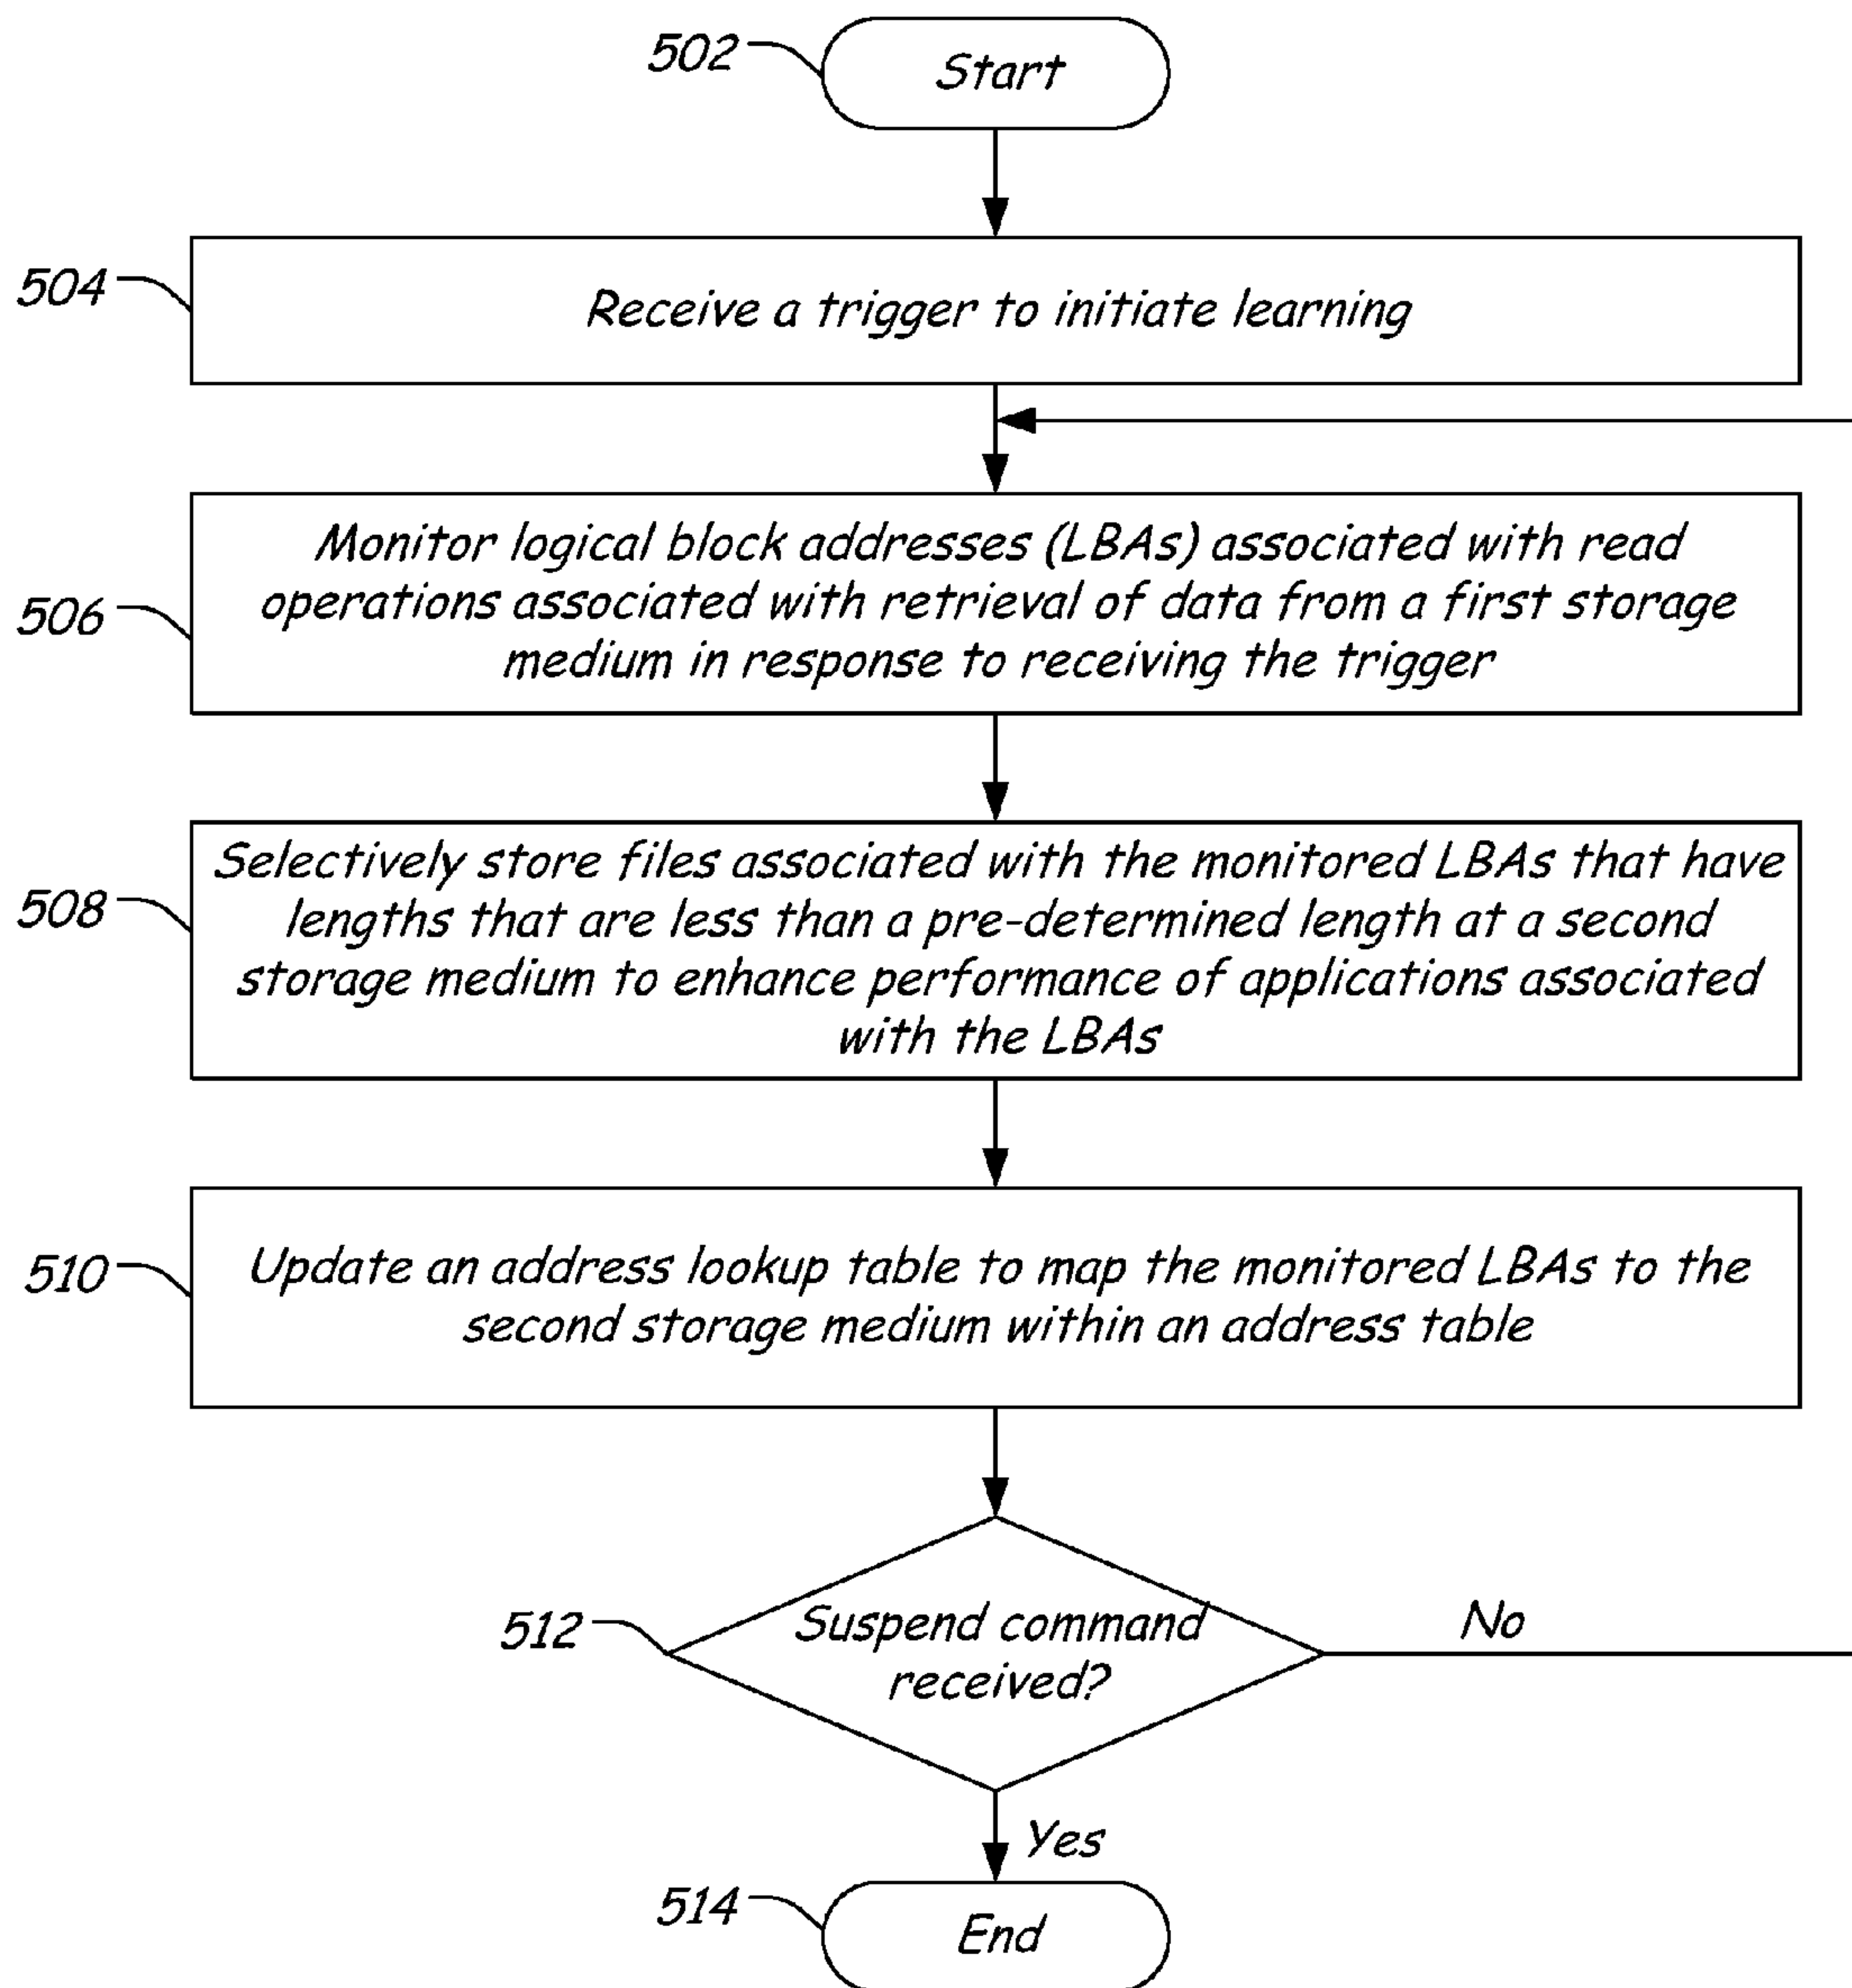 502
Start
504
Receive a trigger to initiate learning
506
Monitor logical block addresses (LBAs) associated with read
operations associated with retrieval of data from a first storage
medium in response to receiving the trigger
508
Selectively store files associated with the monitored LBAs that have
lengths that are less than a pre-determined length at a second
storage medium to enhance performance of applications associated
with the LBAs
510
Update an address lookup table to map the monitored LBAs to the
second storage medium within an address table
512
Suspend command
received?
No
Yes
514
End